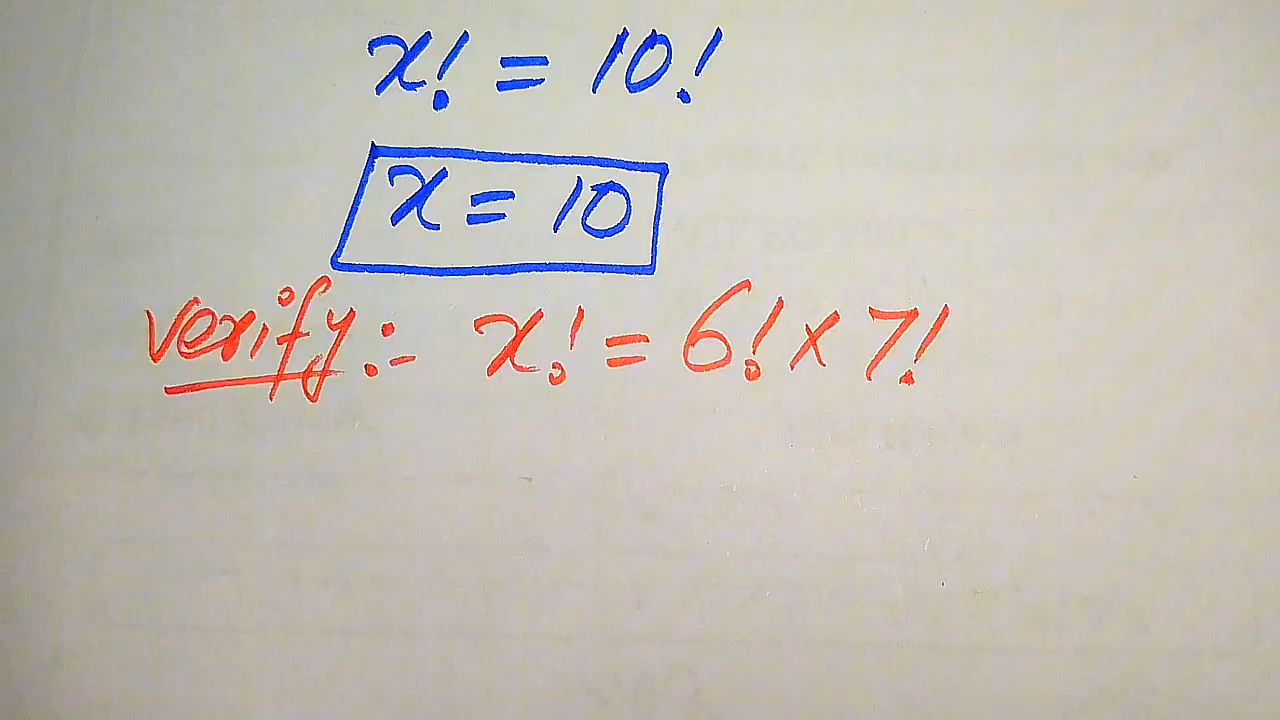 x! = 10!
x = 10
verify :- x! = 6! × 7!